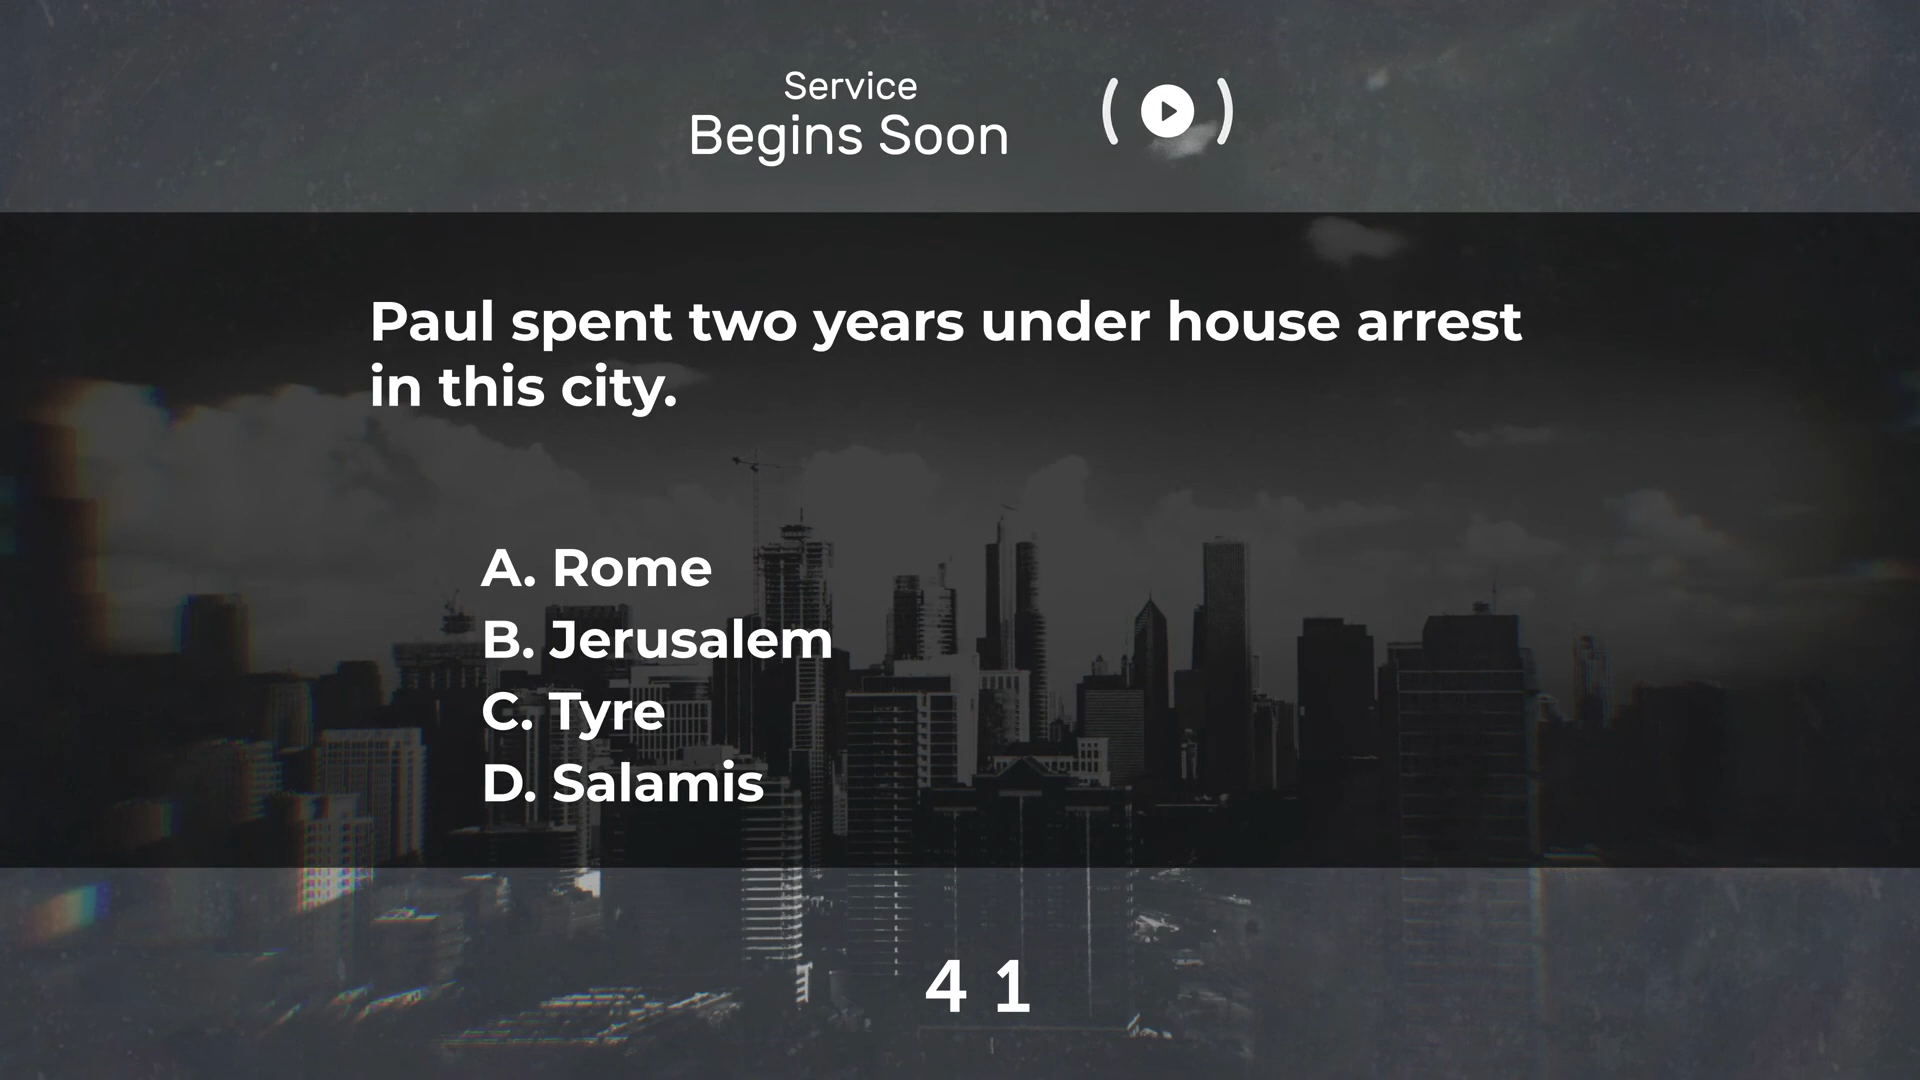 Service
Begins Soon
Paul spent two years under house arrest
in this city.
A. Rome
B. Jerusalem
C. Tyre
D. Salamis
4 1